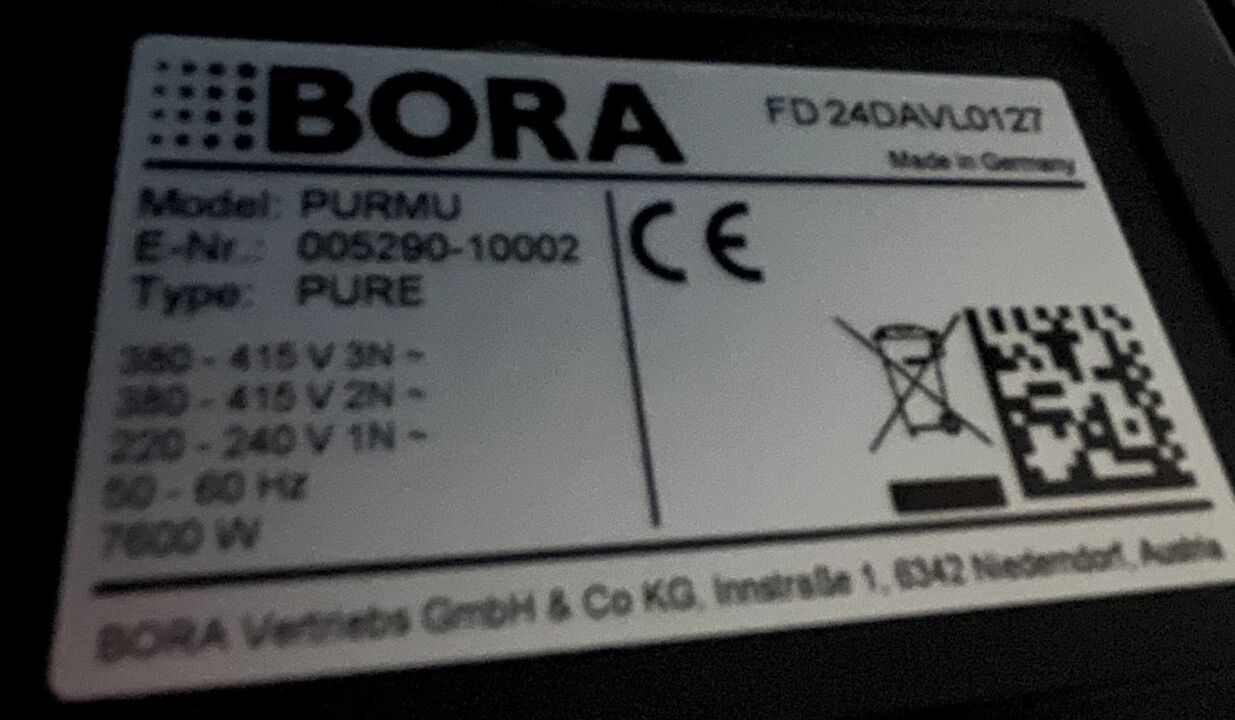 BORA
FD 24DAVL0127
Made in Germany
Model: PURMU
E-Nr.: 005290-10002
Type: PURE
380 - 415 V 3N ~
380 - 415 V 2N ~
220 - 240 V 1N ~
50 - 60 Hz
7600 W
CE
BORA Vertriebs GmbH & Co KG, Innstraße 1, 6342 Niederndorf, Austria